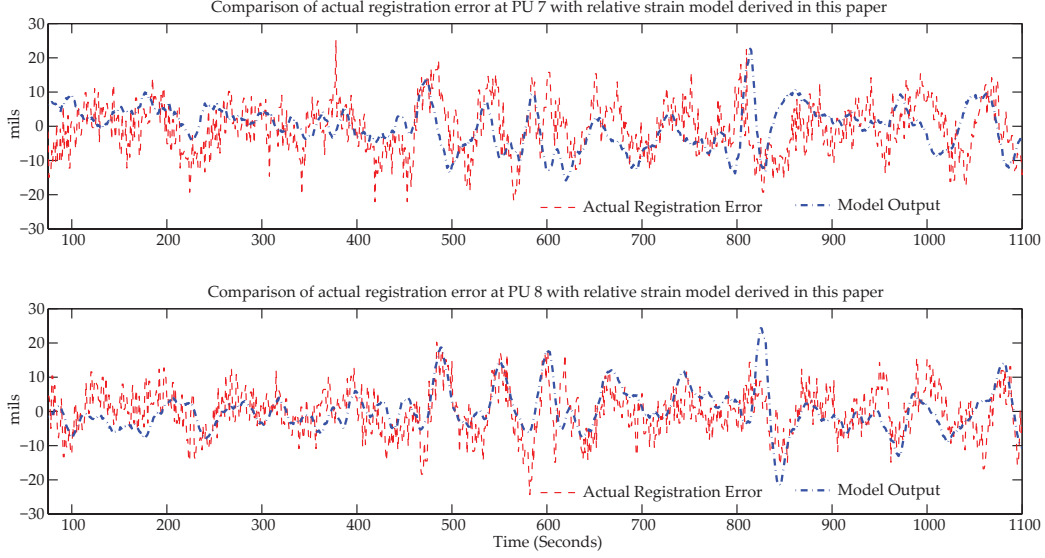 Comparison of actual registration error at PU 7 with relative strain model derived in this paper
30
20
10
0
−10
−20
−30
mils
Actual Registration Error
Model Output
100 200 300 400 500 600 700 800 900 1000 1100
Comparison of actual registration error at PU 8 with relative strain model derived in this paper
30
20
10
0
−10
−20
−30
mils
Actual Registration Error
Model Output
100 200 300 400 500 600 700 800 900 1000 1100
Time (Seconds)